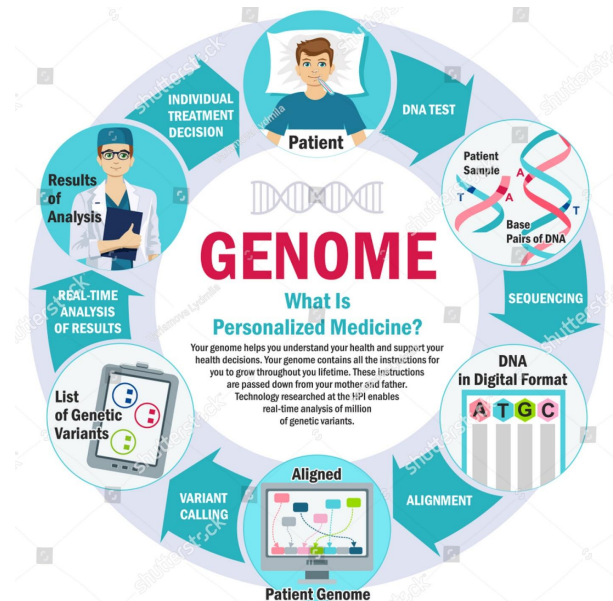 INDIVIDUAL
TREATMENT
DECISION
Patient
DNA TEST
Patient
Sample
A
T
A
T
Base
Pairs of DNA
SEQUENCING
DNA
in Digital Format
A T G C
ALIGNMENT
Aligned
Patient Genome
VARIANT
CALLING
List
of Genetic
Variants
REAL-TIME
ANALYSIS
OF RESULTS
Results
of
Analysis
GENOME
What Is
Personalized Medicine?
Your genome helps you understand your health and support your
health decisions. Your genome contains all the instructions for
you to grow throughout you lifetime. These instructions
are passed down from your mother and father.
Technology researched at the HPI enables
real-time analysis of million
of genetic variants.
shutterstock
shutterstock
shutterstock
shutterstock